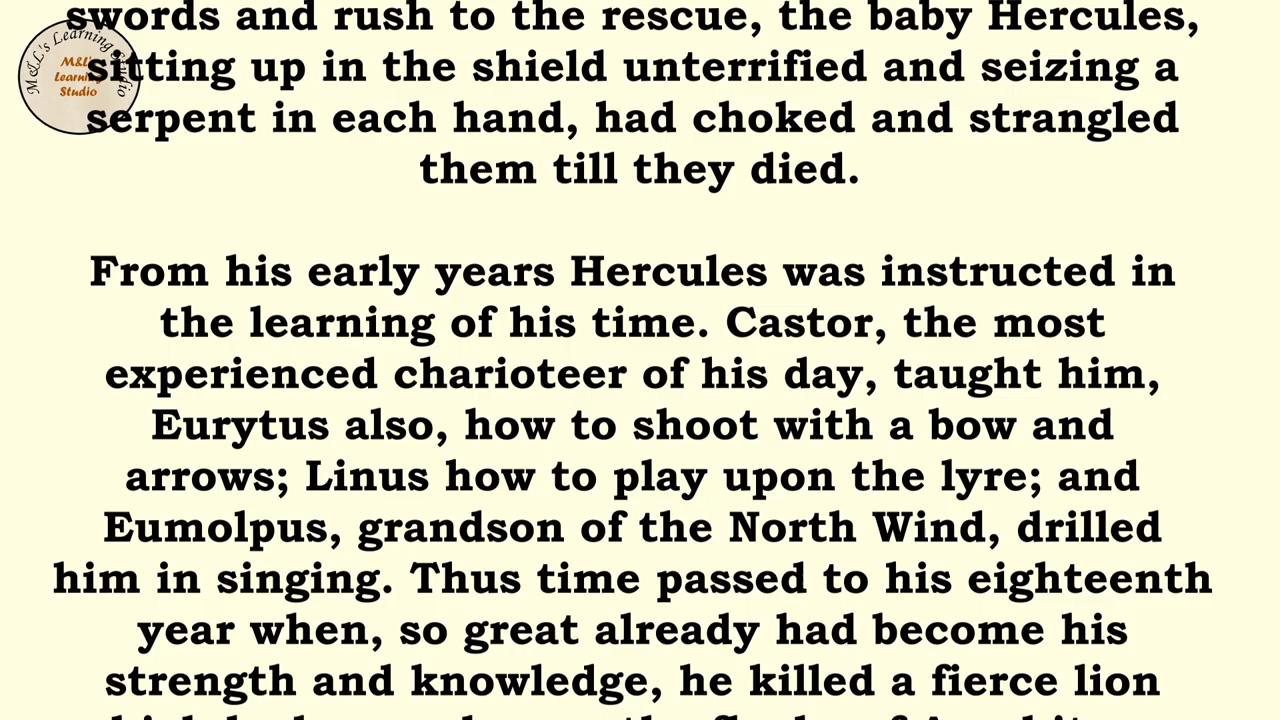 swords and rush to the rescue, the baby Hercules,
sitting up in the shield unterrified and seizing a
serpent in each hand, had choked and strangled
them till they died.
From his early years Hercules was instructed in
the learning of his time. Castor, the most
experienced charioteer of his day, taught him,
Eurytus also, how to shoot with a bow and
arrows; Linus how to play upon the lyre; and
Eumolpus, grandson of the North Wind, drilled
him in singing. Thus time passed to his eighteenth
year when, so great already had become his
strength and knowledge, he killed a fierce lion
M&L's Learning Studio
M&L's
Learning
Studio